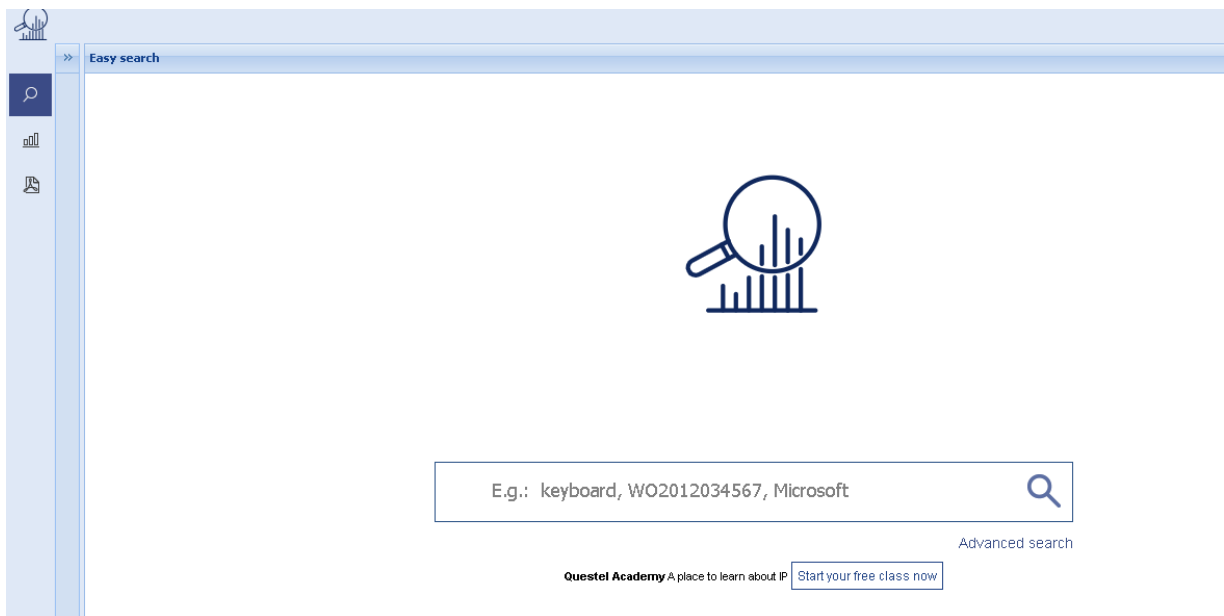 Easy search
E.g.: keyboard, WO2012034567, Microsoft
Advanced search
Questel Academy A place to learn about IP Start your free class now